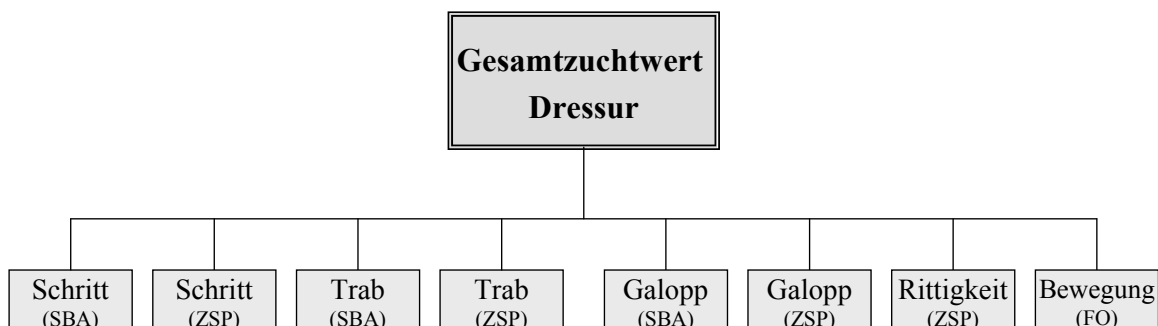 Gesamtzuchtwert
Dressur
Schritt Schritt Trab Trab Galopp Galopp Rittigkeit Bewegung
(SBA) (ZSP) (SBA) (ZSP) (SBA) (ZSP) (ZSP) (FO)